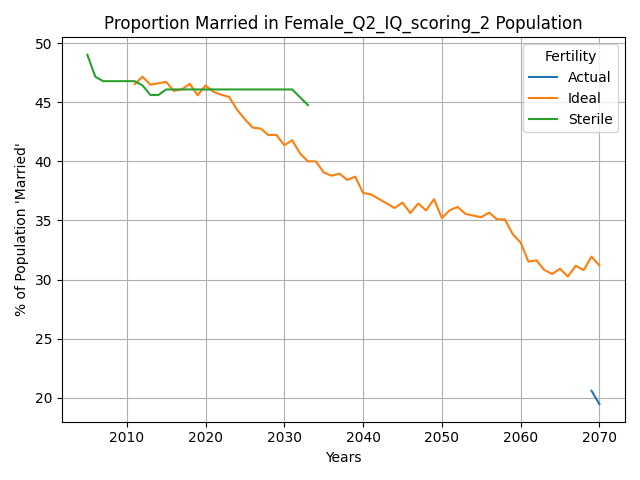 Proportion Married in Female_Q2_IQ_scoring_2 Population
% of Population 'Married'
50
45
40
35
30
25
20
Fertility
Actual
Ideal
Sterile
2010 2020 2030 2040 2050 2060 2070
Years